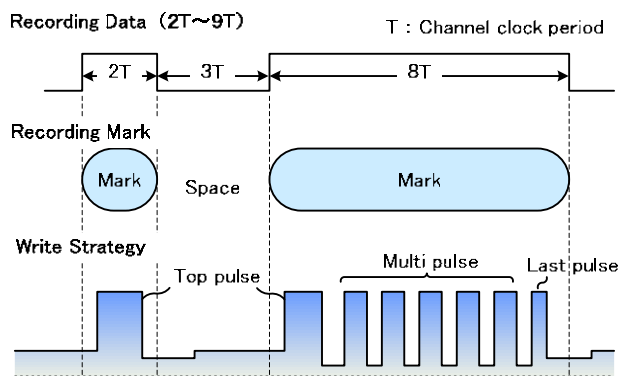 Recording Data (2T～9T)
T : Channel clock period
2T
3T
8T
Recording Mark
Mark
Space
Mark
Write Strategy
Top pulse
Multi pulse
Last pulse